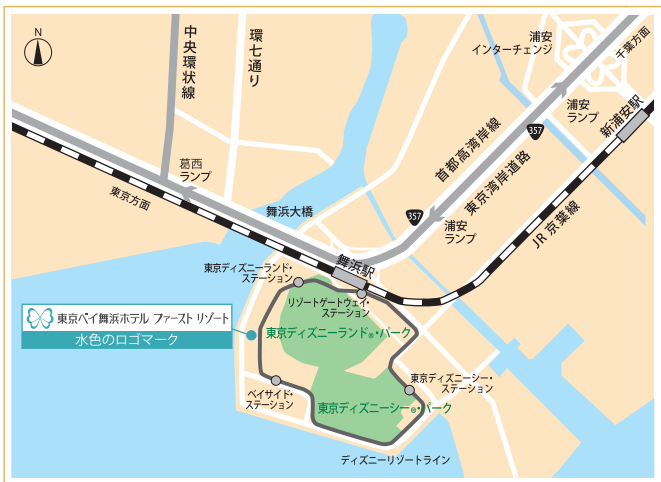 N
中央環状線
環七通り
浦安
インターチェンジ
千葉方面
浦安
ランプ
新浦安駅
357
首都高湾岸線
東京湾岸道路
葛西
ランプ
東京方面
舞浜大橋
357
浦安
ランプ
JR京葉線
舞浜駅
東京ディズニーランド・
ステーション
リゾートゲートウェイ・
ステーション
東京ベイ舞浜ホテル ファーストリゾート
水色のロゴマーク
東京ディズニーランド®・パーク
東京ディズニーシー・
ステーション
ベイサイド・
ステーション
東京ディズニーシー®・パーク
ディズニーリゾートライン